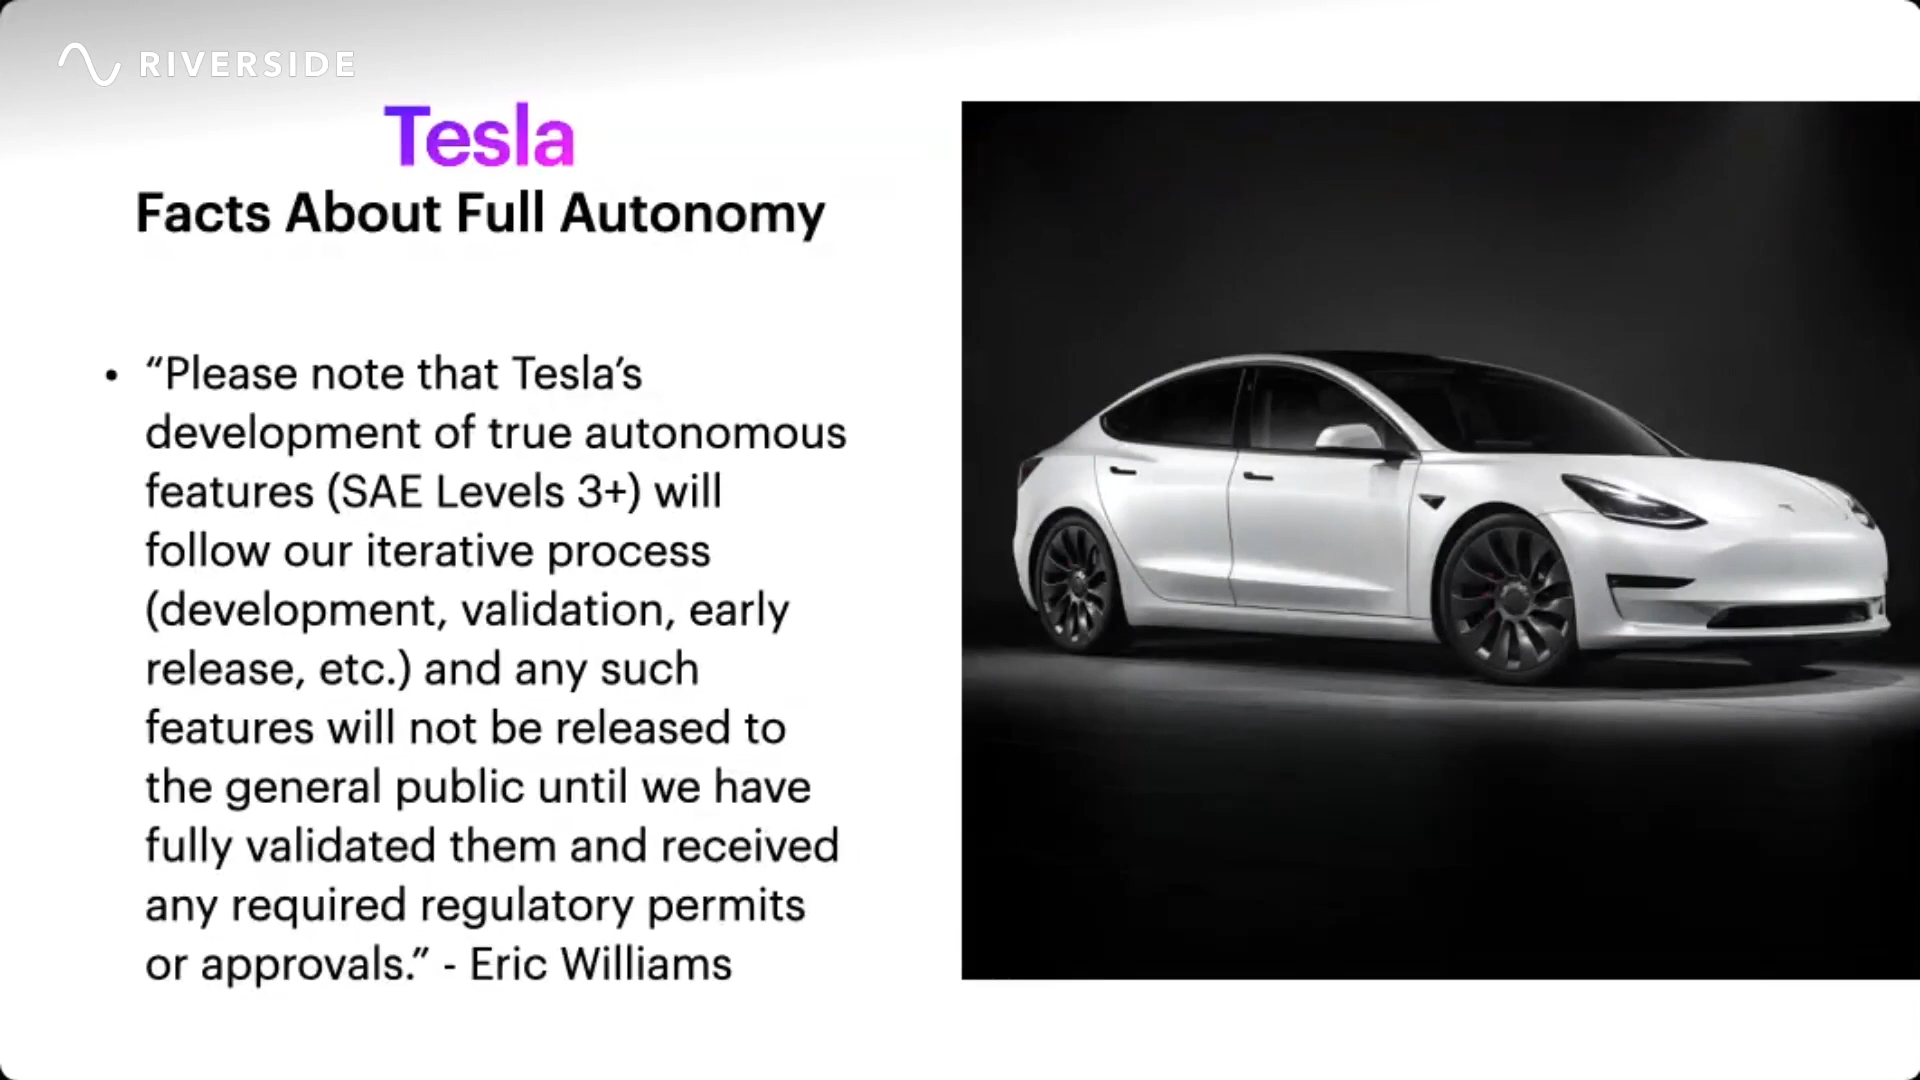 RIVERSIDE
Tesla
Facts About Full Autonomy
• “Please note that Tesla’s
development of true autonomous
features (SAE Levels 3+) will
follow our iterative process
(development, validation, early
release, etc.) and any such
features will not be released to
the general public until we have
fully validated them and received
any required regulatory permits
or approvals.” - Eric Williams